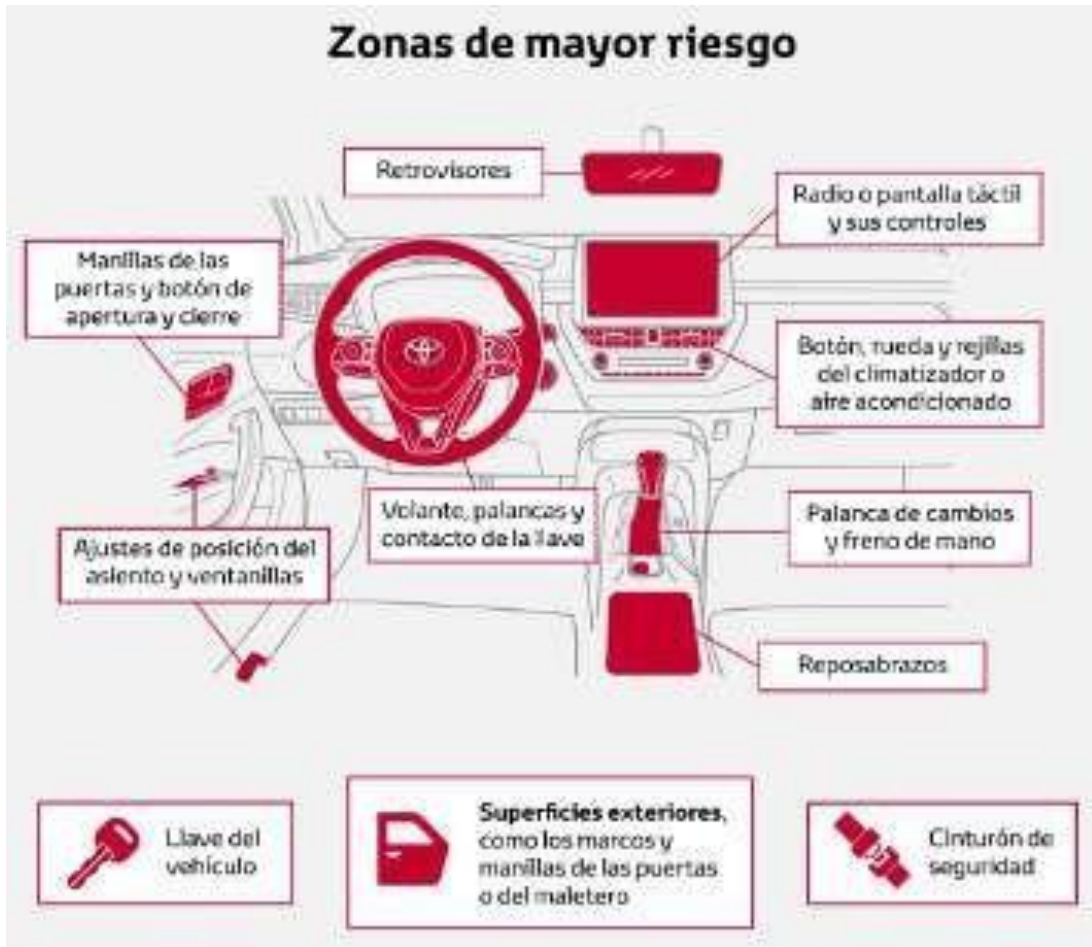 Zonas de mayor riesgo
Retrovisores
Radio o pantalla táctil
y sus controles
Manillas de las
puertas y botón de
apertura y cierre
Botón, rueda y rejillas
del climatizador o
aire acondicionado
Volante, palancas y
contacto de la llave
Palanca de cambios
y freno de mano
Ajustes de posición del
asiento y ventanillas
Reposabrazos
Llave del
vehículo
Superficies exteriores,
como los marcos y
manillas de las puertas
o del maletero
Cinturón de
seguridad